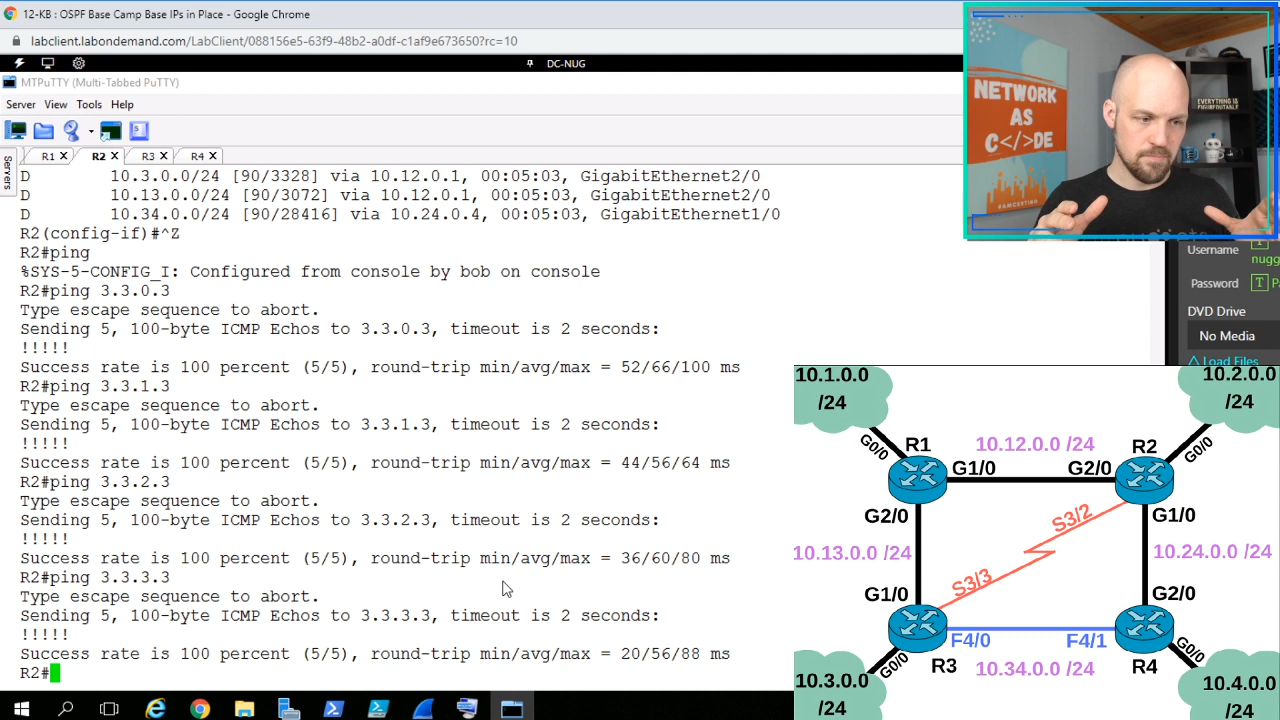 12-KB : OSPF Base Camp Base IPs in Place - Google Chrome
labclient.labondemand.com/LabClient/088156e5-63f9-48b2-a0df-c1af9e673650?rc=10
DC-NUG
MTPuTTY (Multi-Tabbed PuTTY)
Server View Tools Help
Servers
R1 R2 R3 R4
D 10.3.0.0/24 [90/3328] via 10.12.0.1, 00:05:03, GigabitEthernet2/0
D 10.13.0.0/24 [90/3072] via 10.12.0.1, 00:05:03, GigabitEthernet2/0
D 10.34.0.0/24 [90/28416] via 10.24.0.4, 00:05:03, GigabitEthernet1/0
R2(config-if)#^Z
R2#ping
%SYS-5-CONFIG_I: Configured from console by bob on console
R2#ping 3.3.0.3
Type escape sequence to abort.
Sending 5, 100-byte ICMP Echos to 3.3.0.3, timeout is 2 seconds:
!!!!!
Success rate is 100 percent (5/5), round-trip min/avg/max = 52/66/100 ms
R2#ping 3.3.1.3
Type escape sequence to abort.
Sending 5, 100-byte ICMP Echos to 3.3.1.3, timeout is 2 seconds:
!!!!!
Success rate is 100 percent (5/5), round-trip min/avg/max = 44/56/64 ms
R2#ping 3.3.2.3
Type escape sequence to abort.
Sending 5, 100-byte ICMP Echos to 3.3.2.3, timeout is 2 seconds:
!!!!!
Success rate is 100 percent (5/5), round-trip min/avg/max = 36/60/80 ms
R2#ping 3.3.3.3
Type escape sequence to abort.
Sending 5, 100-byte ICMP Echos to 3.3.3.3, timeout is 2 seconds:
!!!!!
Success rate is 100 percent (5/5), round-trip min/avg/max = 20/56/88 ms
R2#
NETWORK
AS
C</>DE
EVERYTHING IS
FIGUREOUTABLE
Username
nugg
Password
DVD Drive
No Media
Load Files
10.1.0.0
/24
10.2.0.0
/24
G0/0
R1
10.12.0.0 /24
R2
G0/0
G1/0
G2/0
G2/0
S3/2
G1/0
10.13.0.0 /24
10.24.0.0 /24
S3/3
G1/0
G2/0
F4/0
F4/1
G0/0
R3
10.34.0.0 /24
R4
G0/0
10.3.0.0
/24
10.4.0.0
/24